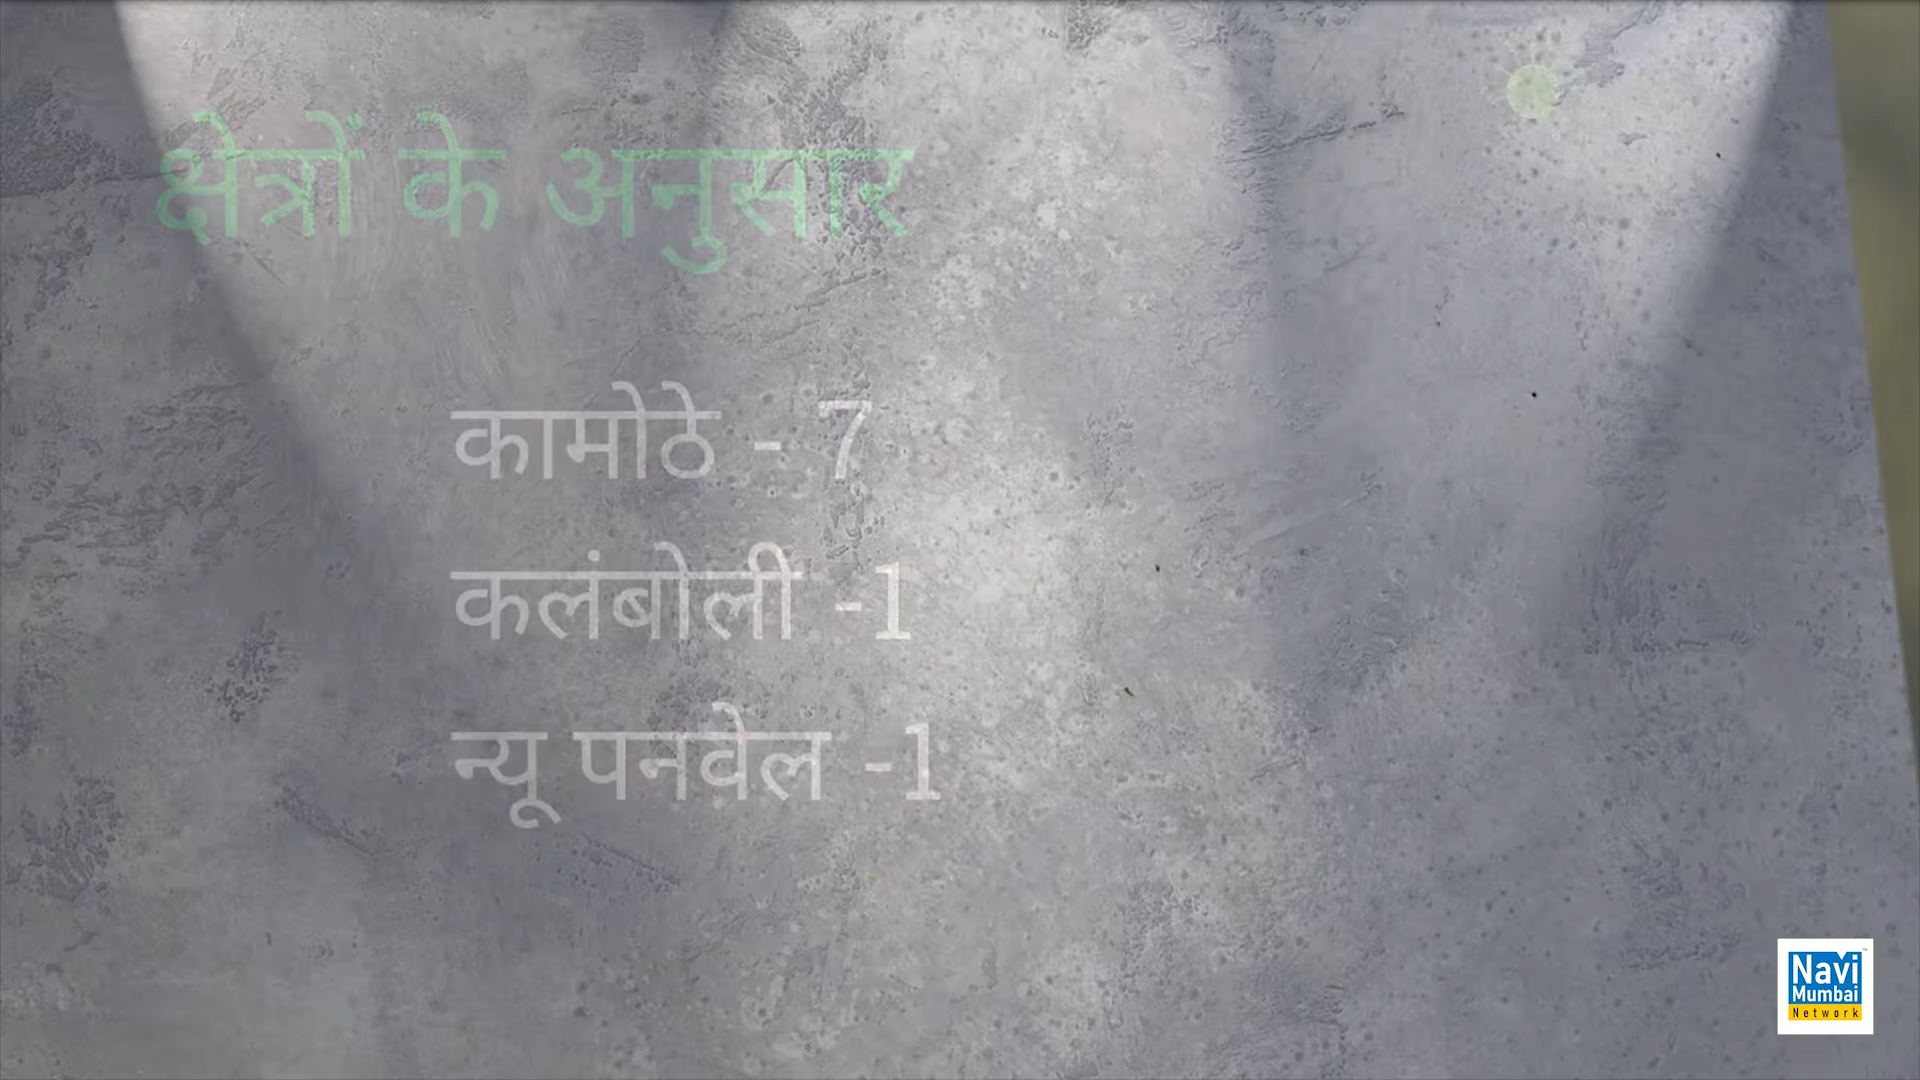 क्षेत्रों के अनुसार
कामोठे - 7
कलंबोली -1
न्यू पनवेल -1
Navi
Mumbai
Network